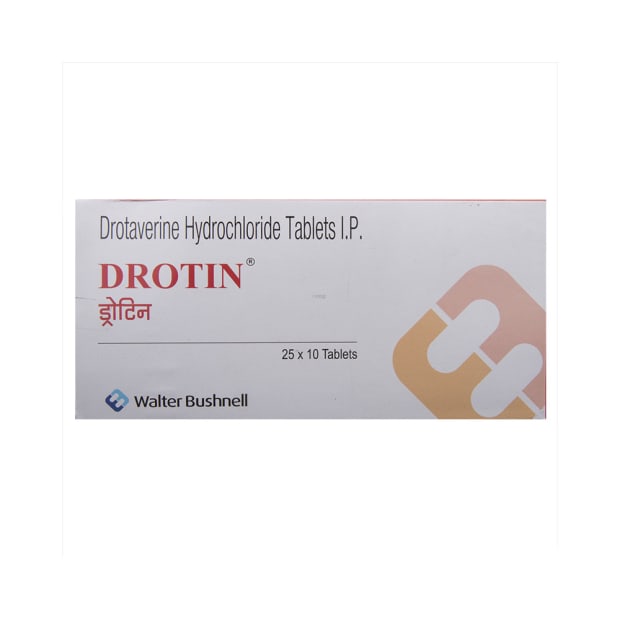 Drotaverine Hydrochloride Tablets I.P.
DROTIN®
ड्रोटिन
25 x 10 Tablets
Walter Bushnell